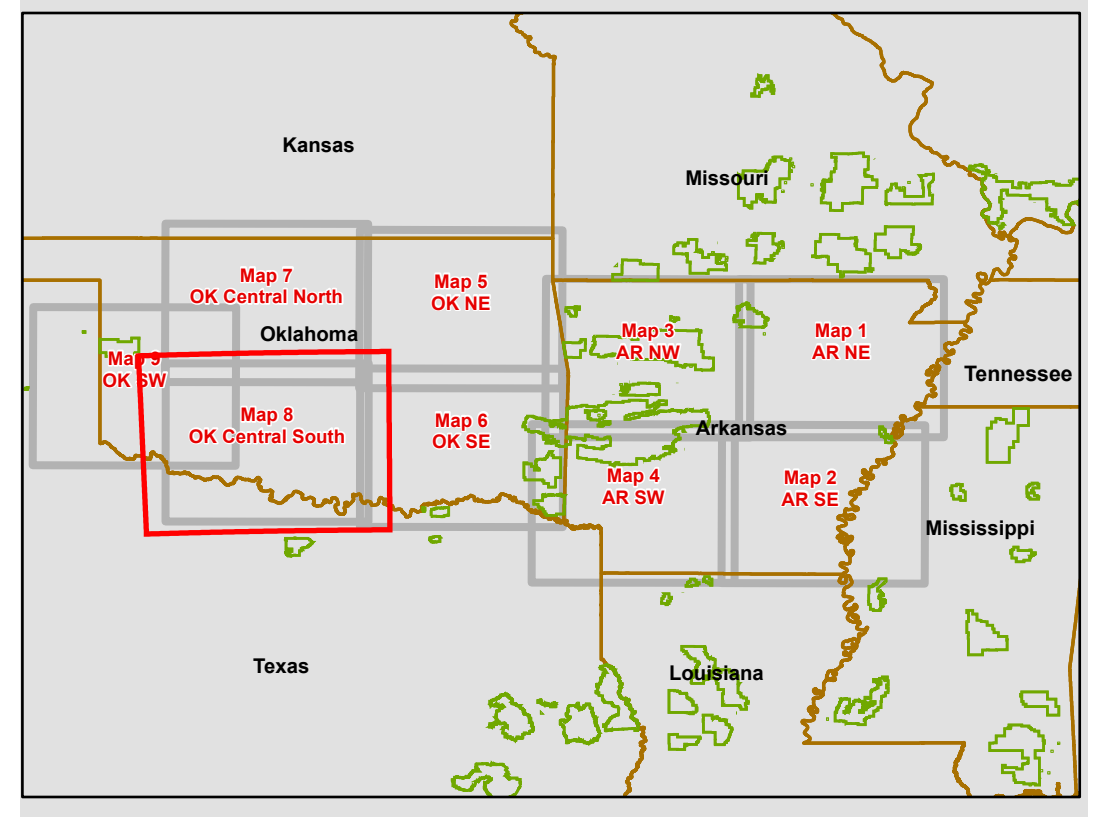 Kansas
Missouri
Map 7
OK Central North
Map 5
OK NE
Oklahoma
Map 3
AR NW
Map 1
AR NE
Map 9
OK SW
Tennessee
Map 8
OK Central South
Map 6
OK SE
Arkansas
Map 4
AR SW
Map 2
AR SE
Mississippi
Texas
Louisiana